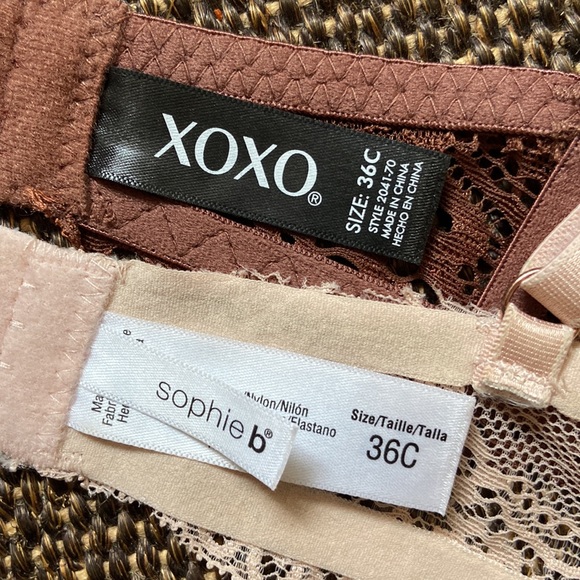 XOXO®
SIZE: 36C
STYLE 2041-70
MADE IN CHINA
HECHO EN CHINA
sophie b®
/Nylon/Nilón
/Elastano
Size/Taille/Talla
36C